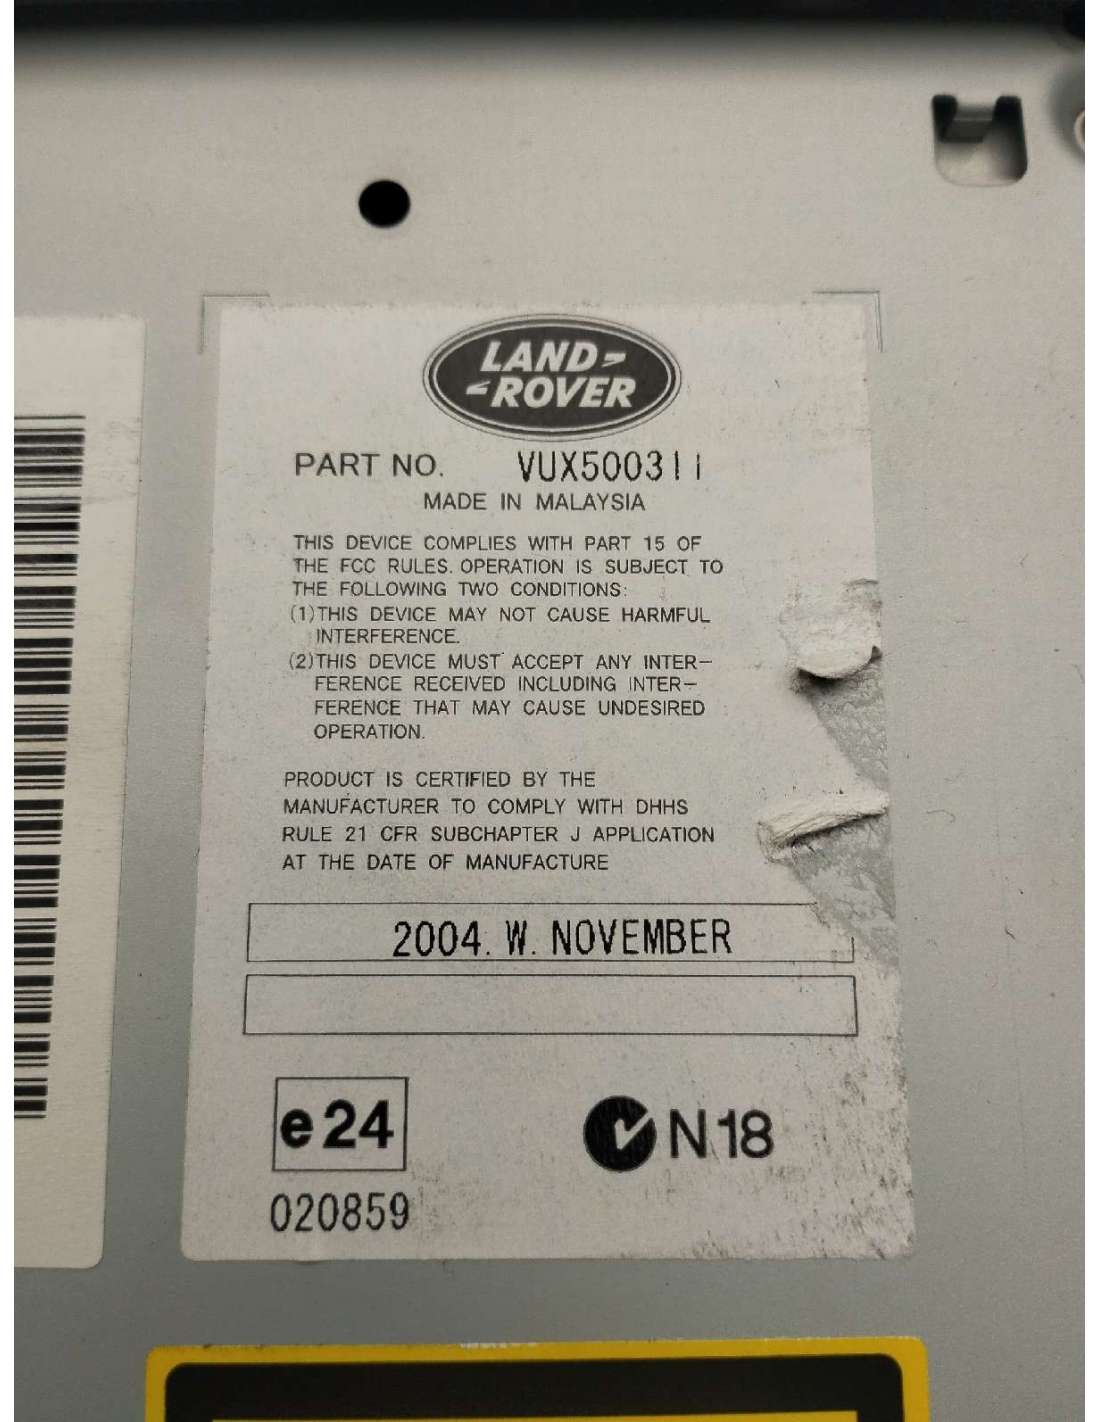 LAND-
-ROVER
PART NO. VUX500311
MADE IN MALAYSIA
THIS DEVICE COMPLIES WITH PART 15 OF
THE FCC RULES. OPERATION IS SUBJECT TO
THE FOLLOWING TWO CONDITIONS:
(1)THIS DEVICE MAY NOT CAUSE HARMFUL
INTERFERENCE.
(2)THIS DEVICE MUST ACCEPT ANY INTER-
FERENCE RECEIVED INCLUDING INTER-
FERENCE THAT MAY CAUSE UNDESIRED
OPERATION.
PRODUCT IS CERTIFIED BY THE
MANUFACTURER TO COMPLY WITH DHHS
RULE 21 CFR SUBCHAPTER J APPLICATION
AT THE DATE OF MANUFACTURE
2004. W. NOVEMBER
e24
N18
020859